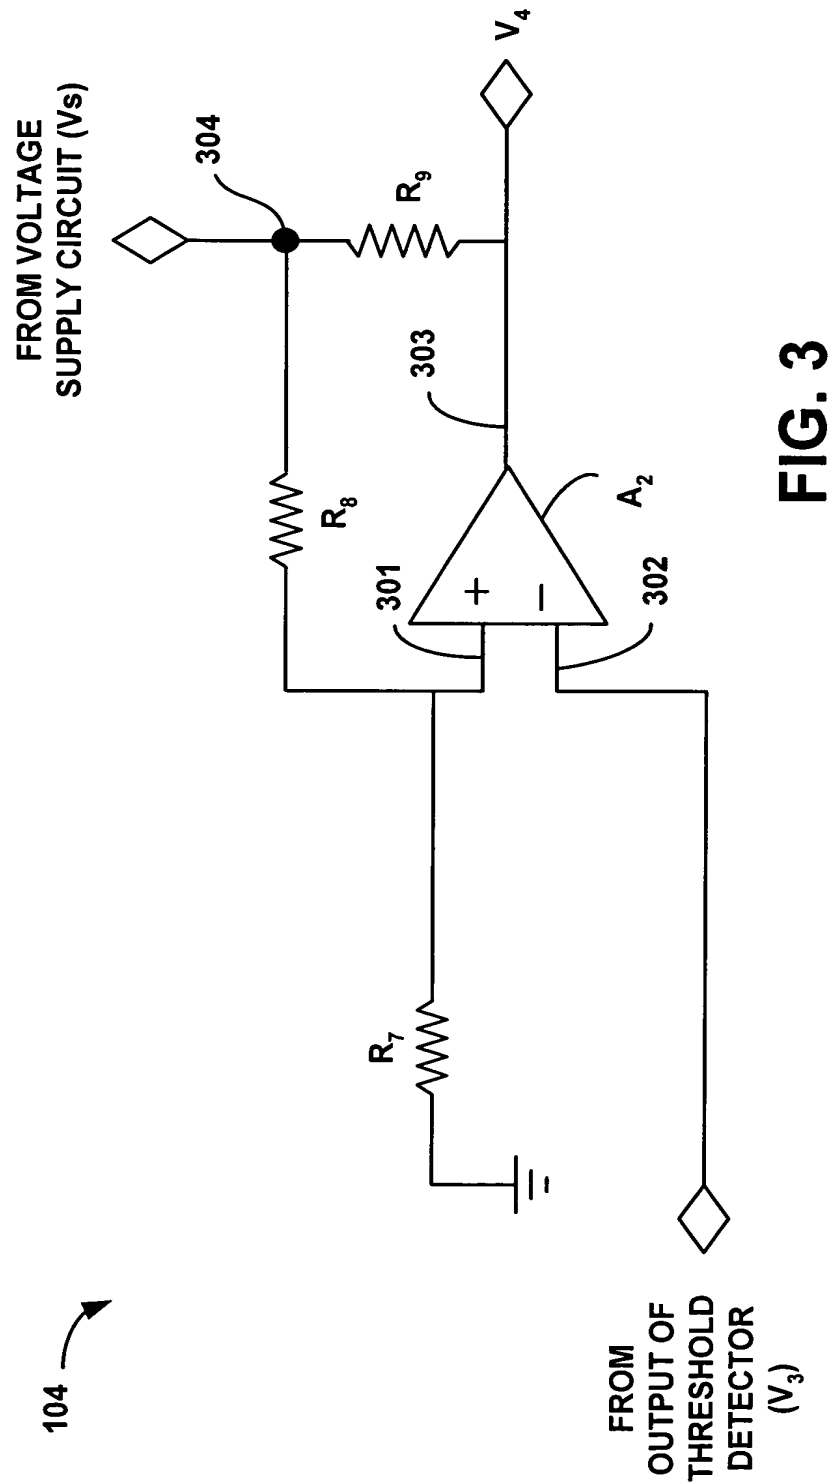 104
FROM VOLTAGE
SUPPLY CIRCUIT (Vs)
304
R8
R9
303
V4
301
+
−
302
A2
R7
FROM
OUTPUT OF
THRESHOLD
DETECTOR
(V3)
FIG. 3